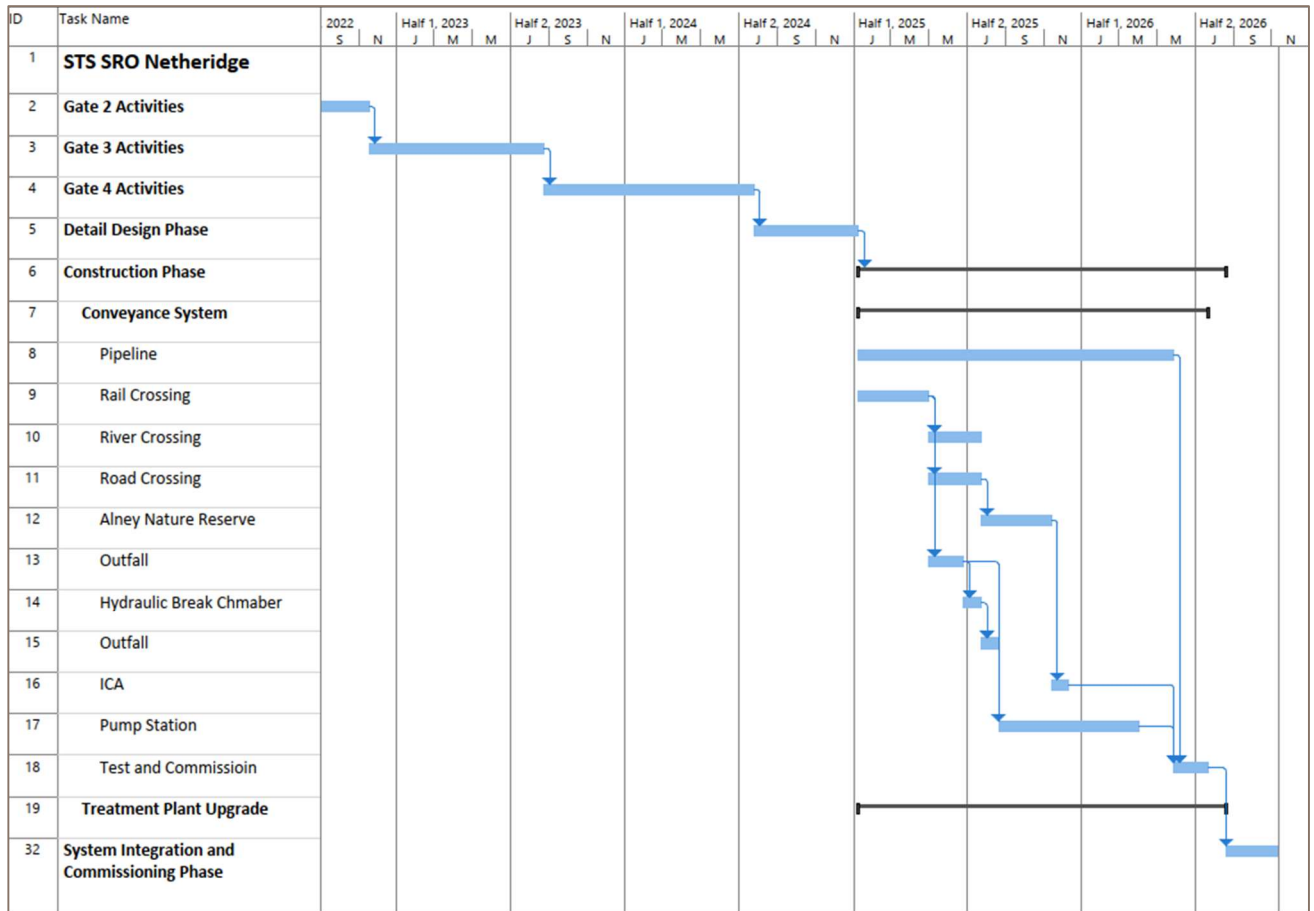 ID Task Name 2022 Half 1, 2023 Half 2, 2023 Half 1, 2024 Half 2, 2024 Half 1, 2025 Half 2, 2025 Half 1, 2026 Half 2, 2026
S N J M M J S N J M M J S N J M M J S N J M M J S N
1 STS SRO Netheridge
2 Gate 2 Activities
3 Gate 3 Activities
4 Gate 4 Activities
5 Detail Design Phase
6 Construction Phase
7 Conveyance System
8 Pipeline
9 Rail Crossing
10 River Crossing
11 Road Crossing
12 Alney Nature Reserve
13 Outfall
14 Hydraulic Break Chmaber
15 Outfall
16 ICA
17 Pump Station
18 Test and Commissioin
19 Treatment Plant Upgrade
32 System Integration and
Commissioning Phase